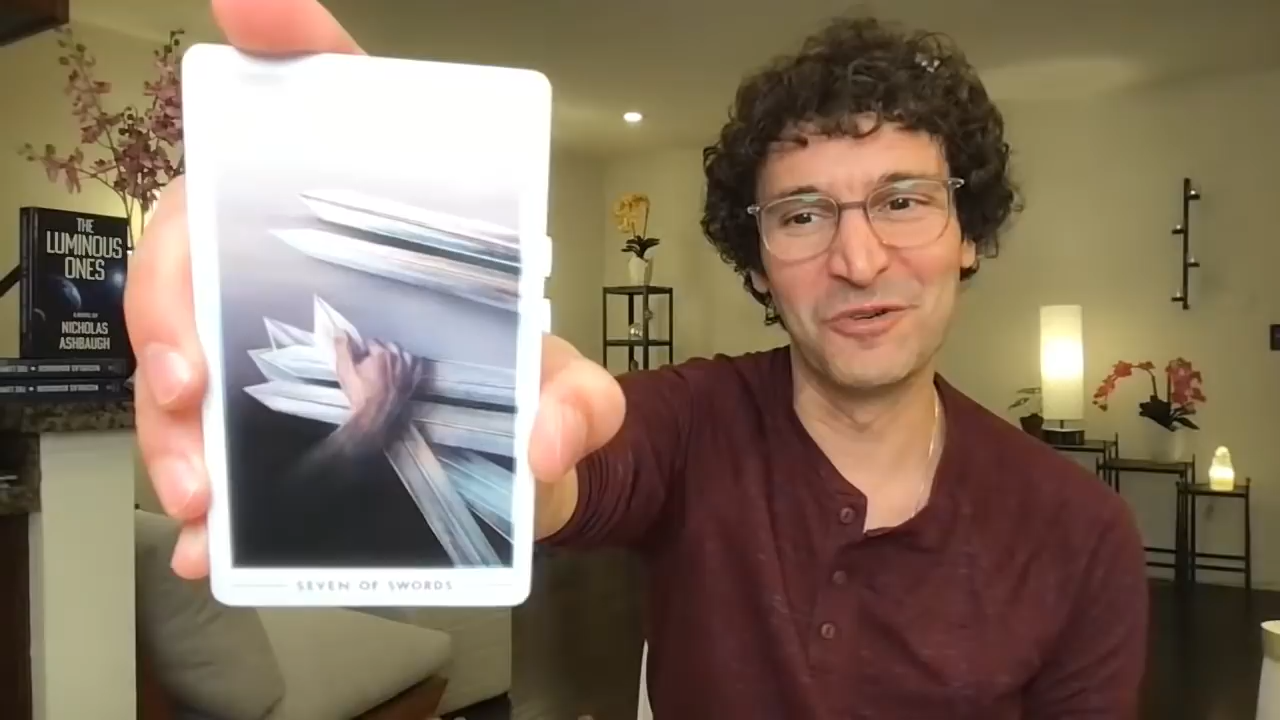 THE
LUMINOUS
ONES
A NOVEL BY
NICHOLAS
ASHBAUGH
SEVEN OF SWORDS